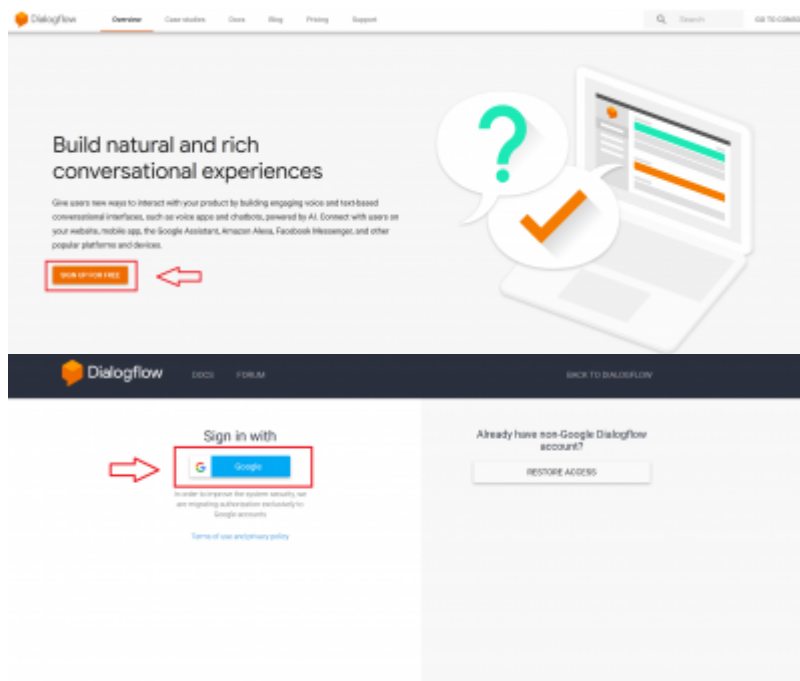 Dialogflow
Overview Case studies Docs Blog Pricing Support
Search
GO TO CONSO
Build natural and rich
conversational experiences
Give users new ways to interact with your product by building engaging voice and text-based
conversational interfaces, such as voice apps and chatbots, powered by AI. Connect with users on
your website, mobile app, the Google Assistant, Amazon Alexa, Facebook Messenger, and other
popular platforms and devices.
SIGN UP FOR FREE
Dialogflow
DOCS FORUM
BACK TO DIALOGFLOW
Sign in with
G Google
In order to improve the system security, we
are migrating authorization exclusively to
Google accounts
Terms of use and privacy policy
Already have non-Google Dialogflow
account?
RESTORE ACCESS